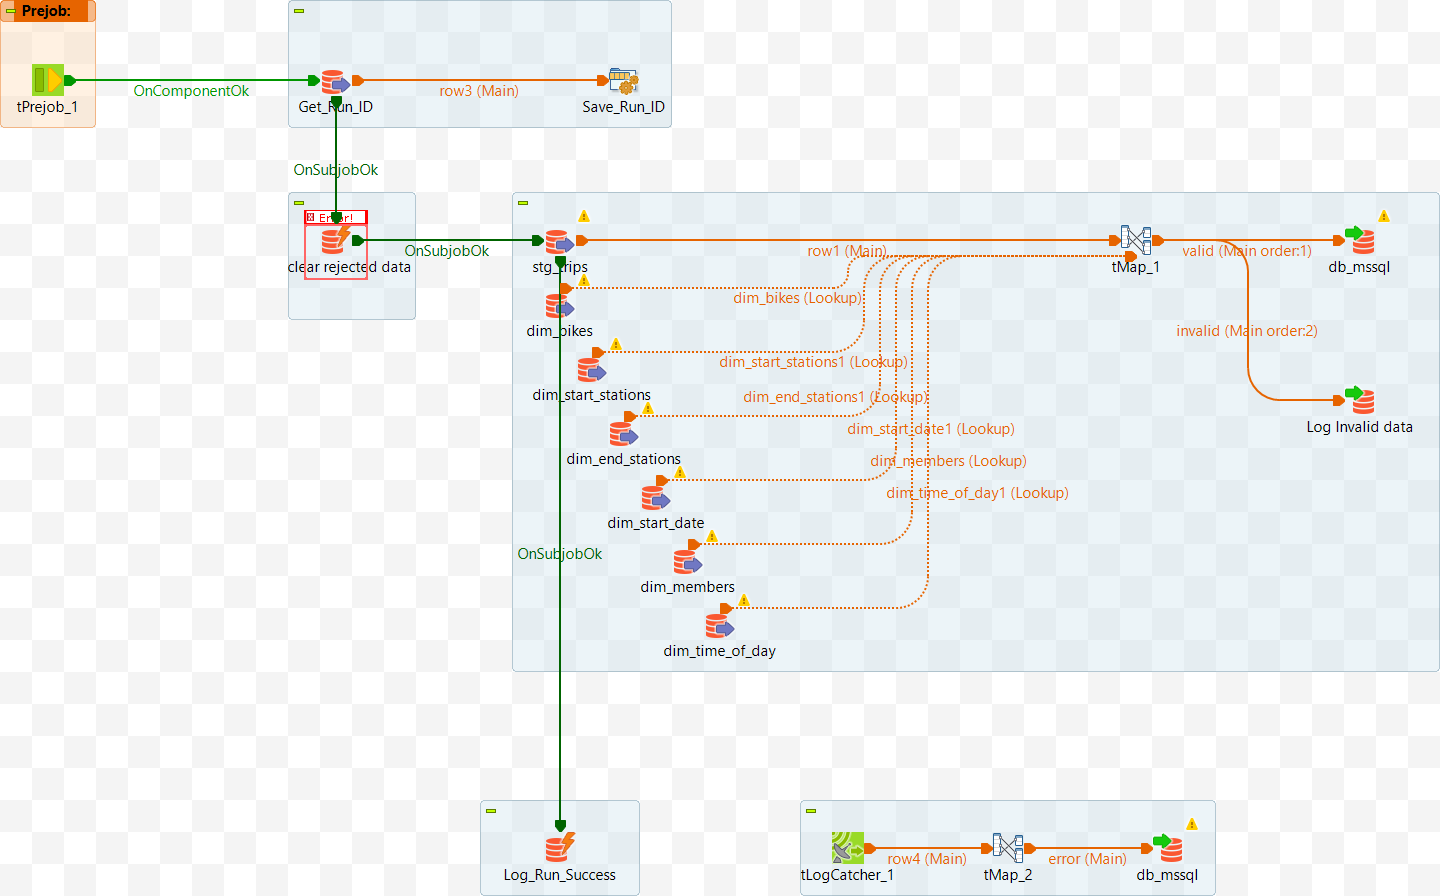 Prejob:
tPrejob_1
OnComponentOk
Get_Run_ID
row3 (Main)
Save_Run_ID
OnSubjobOk
Error!
clear rejected data
OnSubjobOk
stg_trips
row1 (Main)
tMap_1
valid (Main order:1)
db_mssql
dim_bikes
dim_bikes (Lookup)
invalid (Main order:2)
dim_start_stations
dim_start_stations1 (Lookup)
dim_end_stations1 (Lookup)
Log Invalid data
dim_end_stations
dim_start_date1 (Lookup)
dim_members (Lookup)
dim_time_of_day1 (Lookup)
dim_start_date
OnSubjobOk
dim_members
dim_time_of_day
Log_Run_Success
tLogCatcher_1
row4 (Main)
tMap_2
error (Main)
db_mssql